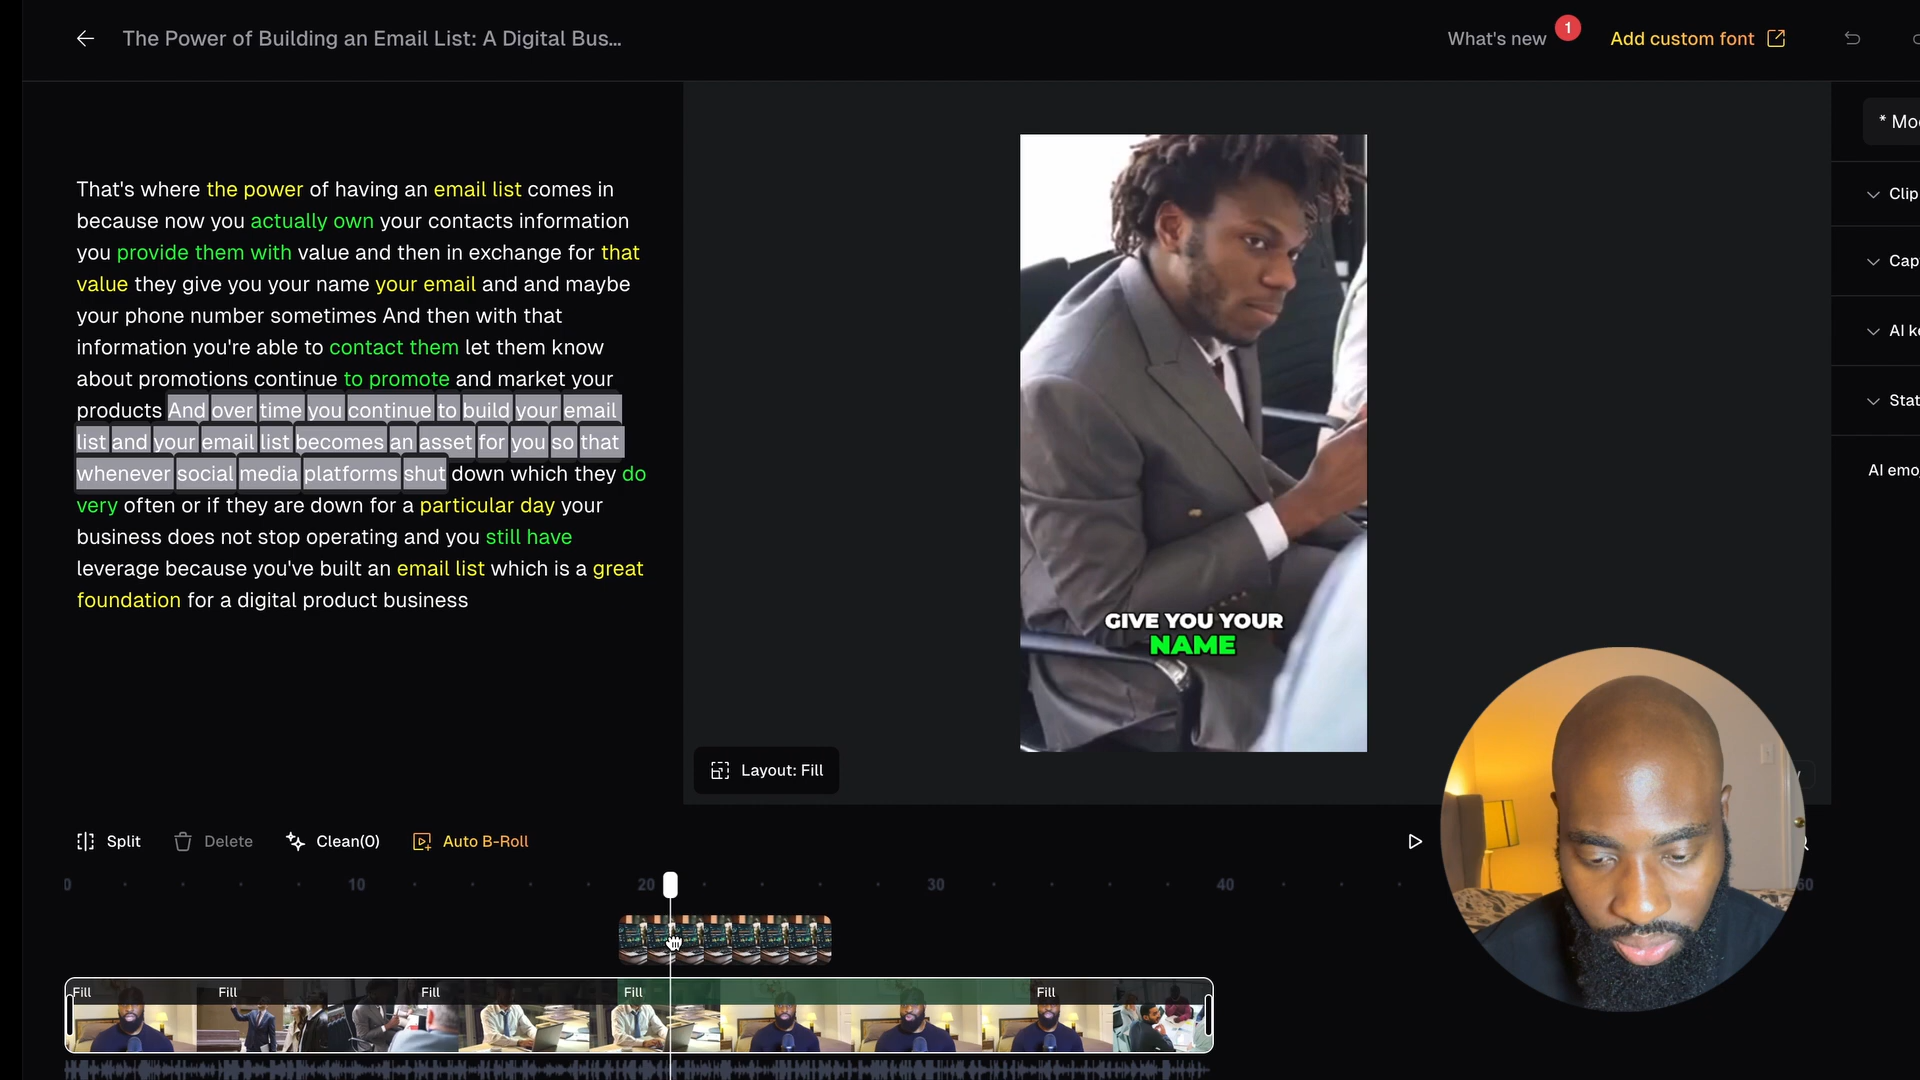 The Power of Building an Email List: A Digital Bus...
What's new
1
Add custom font
That's where the power of having an email list comes in
because now you actually own your contacts information
you provide them with value and then in exchange for that
value they give you your name your email and and maybe
your phone number sometimes And then with that
information you're able to contact them let them know
about promotions continue to promote and market your
products And over time you continue to build your email
list and your email list becomes an asset for you so that
whenever social media platforms shut down which they do
very often or if they are down for a particular day your
business does not stop operating and you still have
leverage because you've built an email list which is a great
foundation for a digital product business
GIVE YOU YOUR
NAME
Layout: Fill
* Mo
Clip
Cap
AI k
Stat
AI emo
Split
Delete
Clean(0)
Auto B-Roll
0
10
20
30
40
60
Fill
Fill
Fill
Fill
Fill